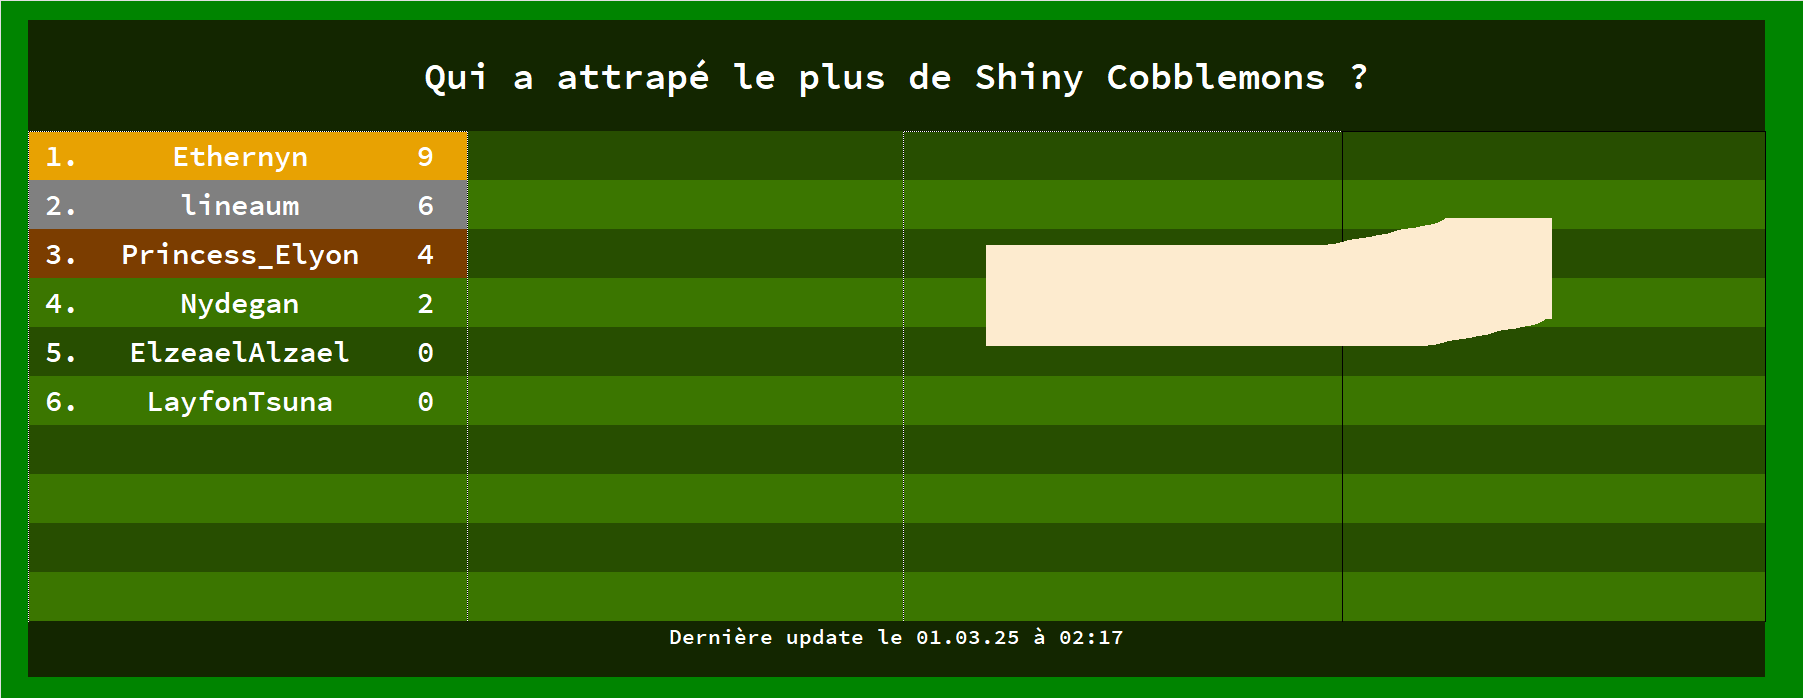 Qui a attrapé le plus de Shiny Cobblemons ?
1. Ethernyn 9
2. lineaum 6
3. Princess_Elyon 4
4. Nydegan 2
5. ElzeaelAlzael 0
6. LayfonTsuna 0
Dernière update le 01.03.25 à 02:17